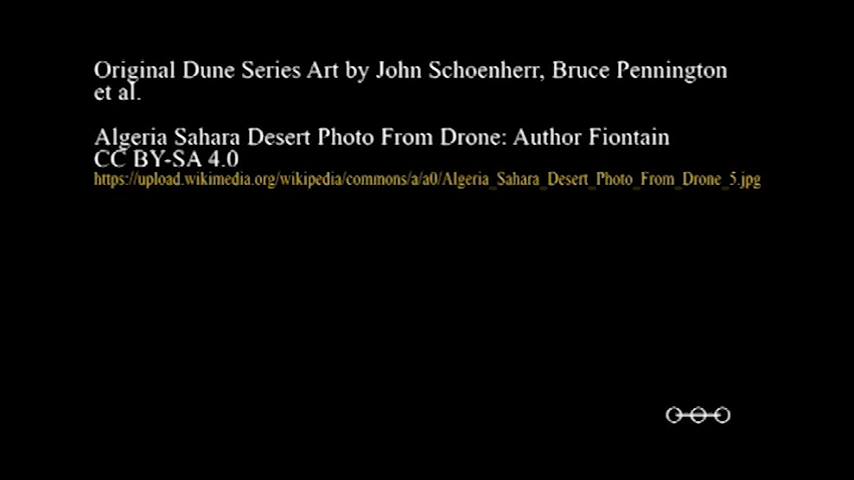 Original Dune Series Art by John Schoenherr, Bruce Pennington
et al.
Algeria Sahara Desert Photo From Drone: Author Fiontain
CC BY-SA 4.0
https://upload.wikimedia.org/wikipedia/commons/a/a0/Algeria_Sahara_Desert_Photo_From_Drone_5.jpg